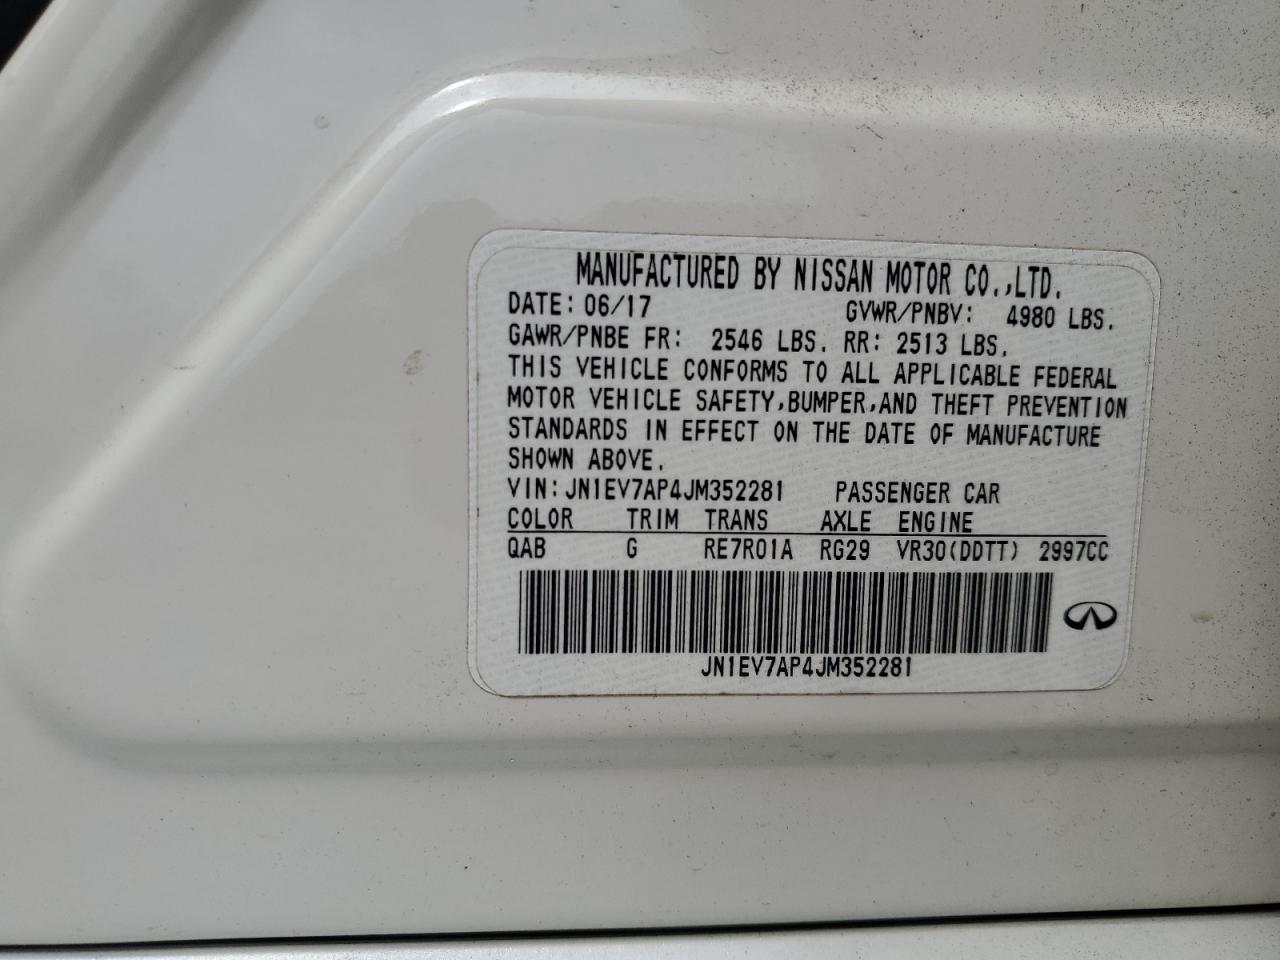 MANUFACTURED BY NISSAN MOTOR CO.,LTD.
DATE: 06/17 GVWR/PNBV: 4980 LBS.
GAWR/PNBE FR: 2546 LBS. RR: 2513 LBS.
THIS VEHICLE CONFORMS TO ALL APPLICABLE FEDERAL
MOTOR VEHICLE SAFETY,BUMPER,AND THEFT PREVENTION
STANDARDS IN EFFECT ON THE DATE OF MANUFACTURE
SHOWN ABOVE.
VIN: JN1EV7AP4JM352281 PASSENGER CAR
COLOR TRIM TRANS AXLE ENGINE
QAB G RE7R01A RG29 VR30(DDTT) 2997CC
JN1EV7AP4JM352281